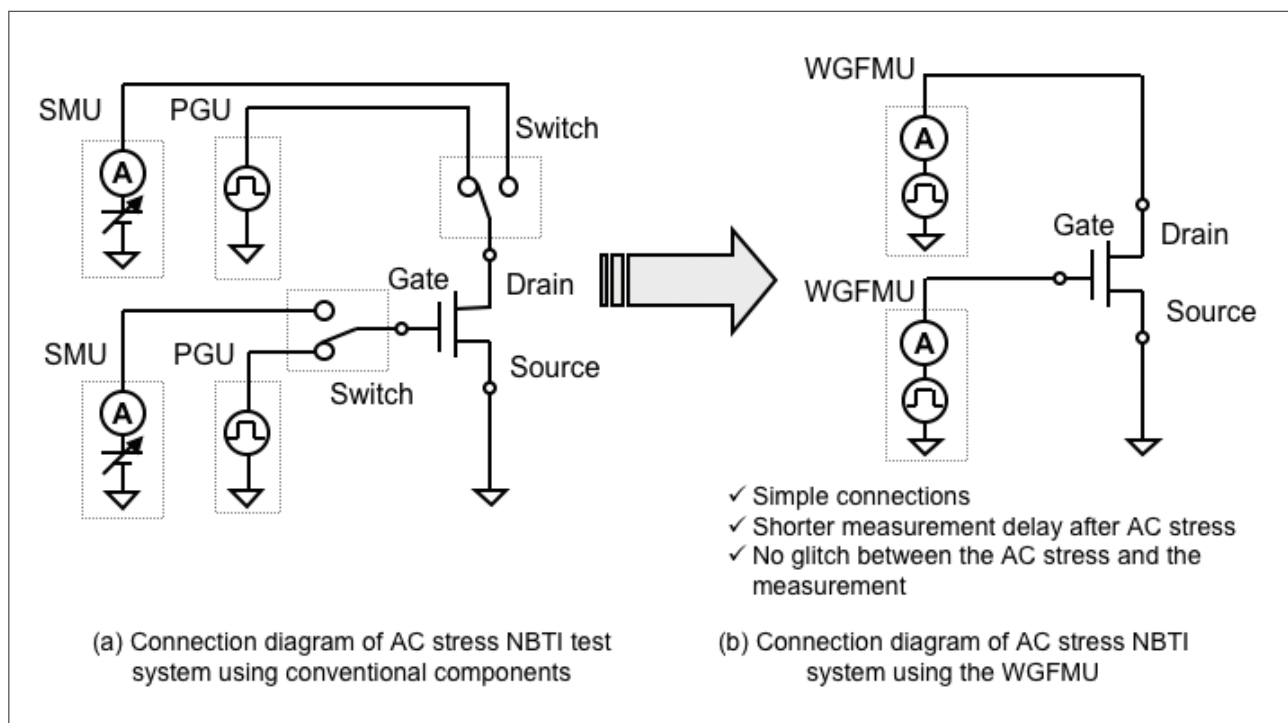 SMU
PGU
Switch
A
Gate
Drain
SMU
PGU
Switch
Source
A
WGFMU
A
Gate
Drain
WGFMU
Source
A
✓ Simple connections
✓ Shorter measurement delay after AC stress
✓ No glitch between the AC stress and the
measurement
(a) Connection diagram of AC stress NBTI test
system using conventional components
(b) Connection diagram of AC stress NBTI
system using the WGFMU